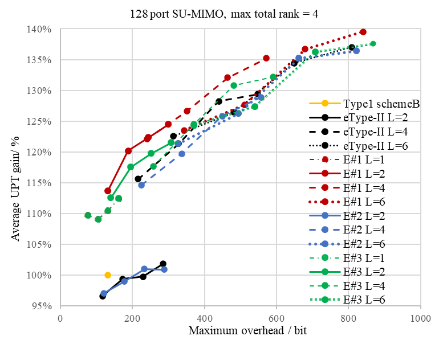 128 port SU-MIMO, max total rank = 4
140%
135%
130%
125%
120%
115%
110%
105%
100%
95%
Average UPT gain/ %
Type1 schemeB
eType-II L=2
eType-II L=4
eType-II L=6
E#1 L=1
E#1 L=2
E#1 L=4
E#1 L=6
E#2 L=2
E#2 L=4
E#2 L=6
E#3 L=1
E#3 L=2
E#3 L=4
E#3 L=6
0 200 400 600 800 1000
Maximum overhead / bit